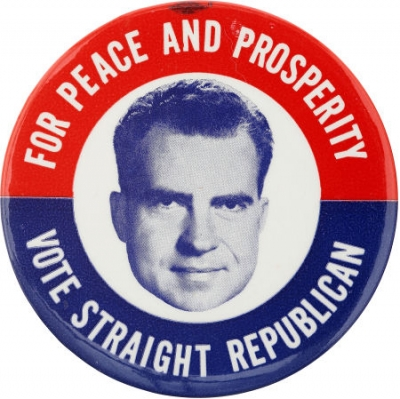 FOR PEACE AND PROSPERITY
VOTE STRAIGHT REPUBLICAN